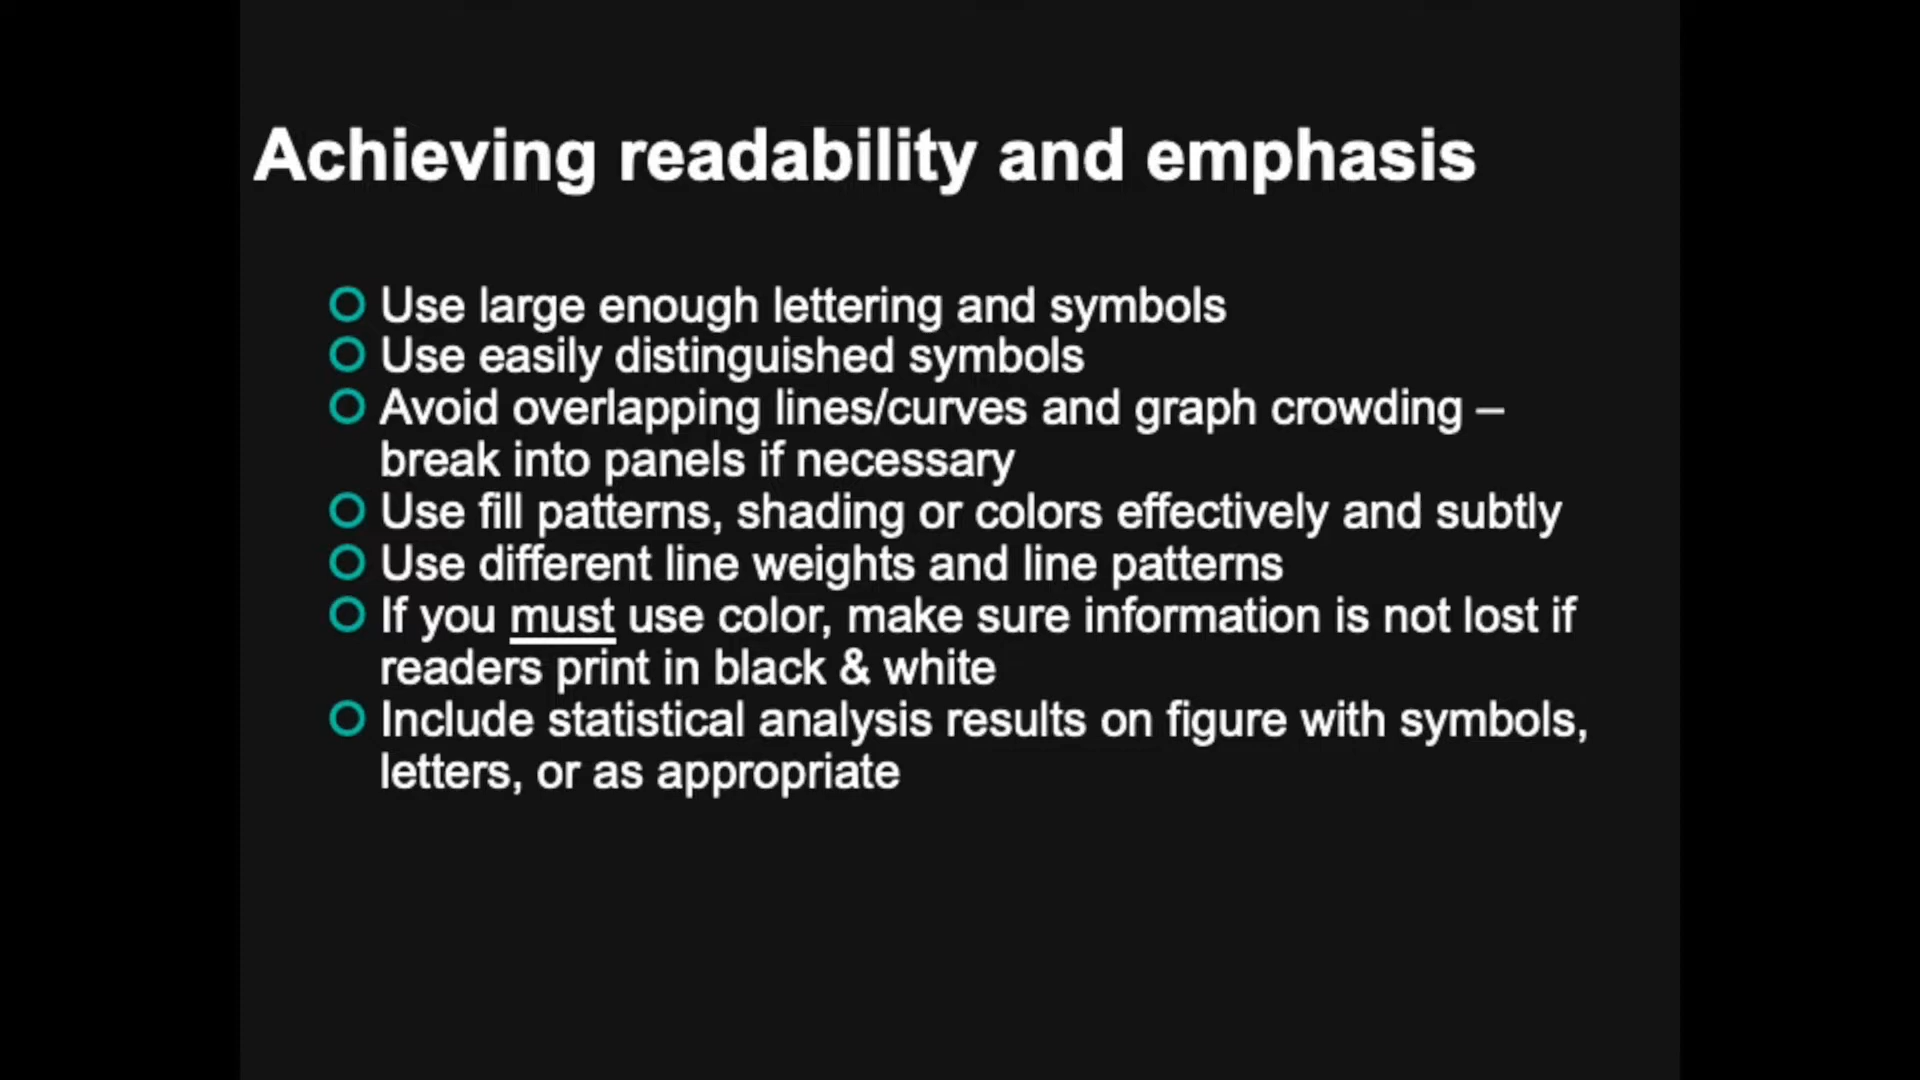 Achieving readability and emphasis
Use large enough lettering and symbols
Use easily distinguished symbols
Avoid overlapping lines/curves and graph crowding –
break into panels if necessary
Use fill patterns, shading or colors effectively and subtly
Use different line weights and line patterns
If you must use color, make sure information is not lost if
readers print in black & white
Include statistical analysis results on figure with symbols,
letters, or as appropriate